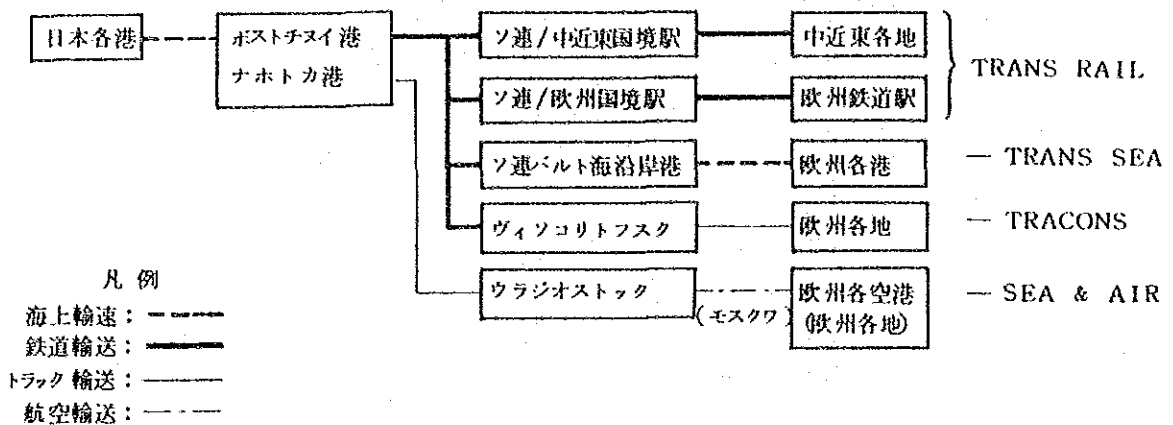 日本各港
ボストチヌイ港
ナホトカ港
ソ連/中近東国境駅
中近東各地
TRANS RAIL
ソ連/欧州国境駅
欧州鉄道駅
ソ連バルト海沿岸港
欧州各港
— TRANS SEA
ヴィソコリトフスク
欧州各地
— TRACONS
ウラジオストック
(モスクワ)
欧州各空港
(欧州各地)
— SEA & AIR
凡例
海上輸速:
鉄道輸送:
トラック輸送:
航空輸送: